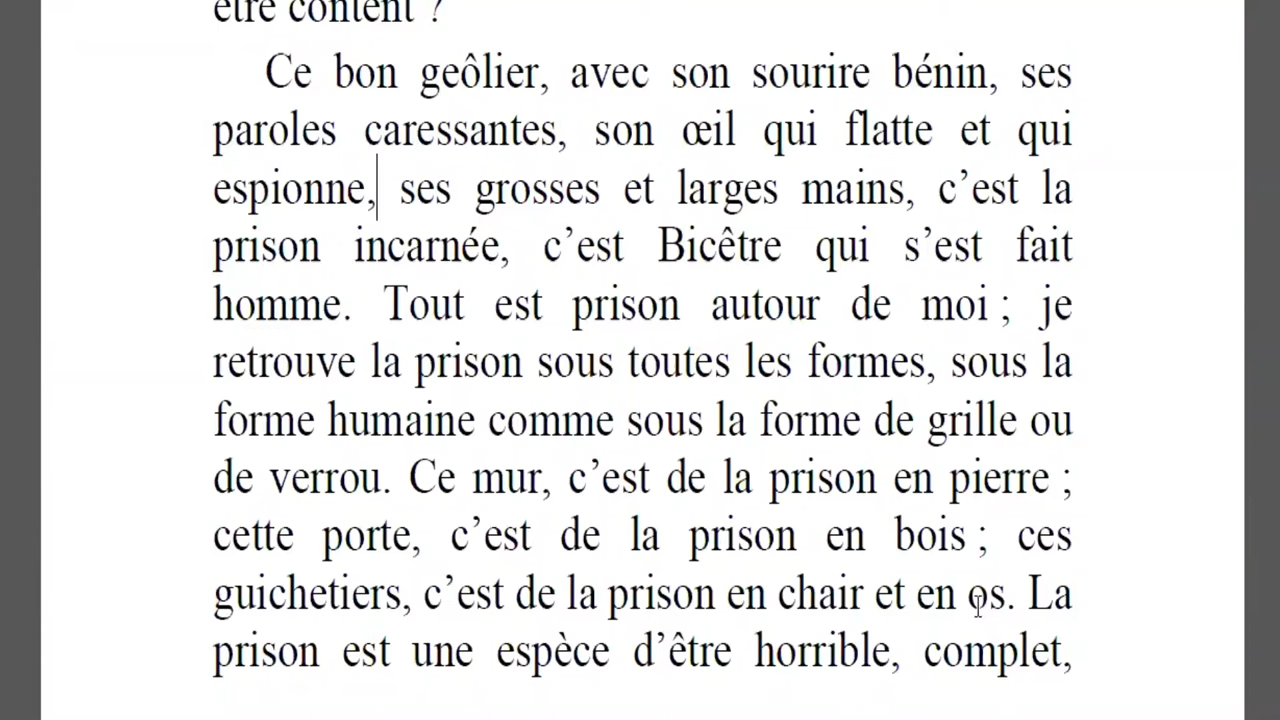 être content ?
Ce bon geôlier, avec son sourire bénin, ses
paroles caressantes, son œil qui flatte et qui
espionne, ses grosses et larges mains, c’est la
prison incarnée, c’est Bicêtre qui s’est fait
homme. Tout est prison autour de moi ; je
retrouve la prison sous toutes les formes, sous la
forme humaine comme sous la forme de grille ou
de verrou. Ce mur, c’est de la prison en pierre ;
cette porte, c’est de la prison en bois ; ces
guichetiers, c’est de la prison en chair et en os. La
prison est une espèce d’être horrible, complet,